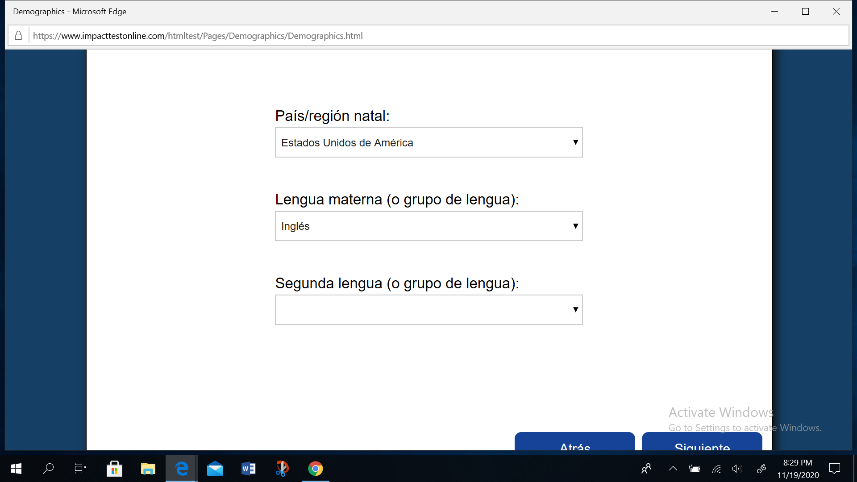 Demographics - Microsoft Edge
https://www.impacttestonline.com/htmltest/Pages/Demographics/Demographics.html
País/región natal:
Estados Unidos de América
Lengua materna (o grupo de lengua):
Inglés
Segunda lengua (o grupo de lengua):
Activate Windows
Go to Settings to activate Windows.
Atrás
Siguiente
8:29 PM
11/19/2020